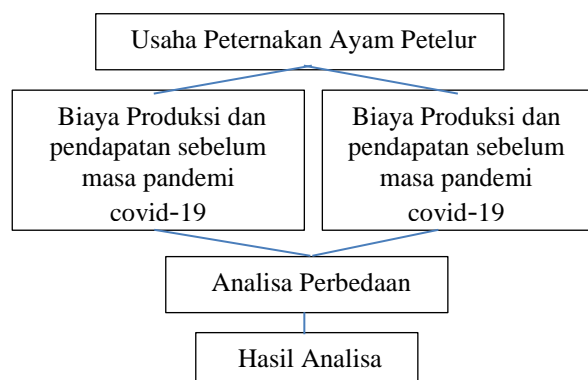 Usaha Peternakan Ayam Petelur
Biaya Produksi dan
pendapatan sebelum
masa pandemi
covid-19
Biaya Produksi dan
pendapatan sebelum
masa pandemi
covid-19
Analisa Perbedaan
Hasil Analisa